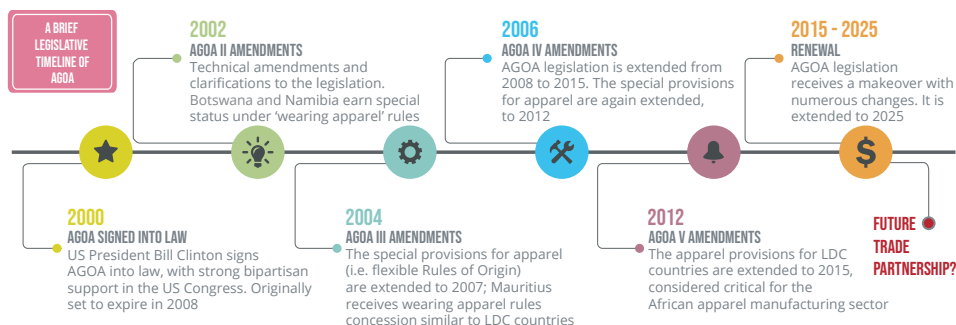 A BRIEF
LEGISLATIVE
TIMELINE OF
AGOA
2000
AGOA SIGNED INTO LAW
US President Bill Clinton signs
AGOA into law, with strong bipartisan
support in the US Congress. Originally
set to expire in 2008
2002
AGOA II AMENDMENTS
Technical amendments and
clarifications to the legislation.
Botswana and Namibia earn special
status under ‘wearing apparel’ rules
2004
AGOA III AMENDMENTS
The special provisions for apparel
(i.e. flexible Rules of Origin)
are extended to 2007; Mauritius
receives wearing apparel rules
concession similar to LDC countries
2006
AGOA IV AMENDMENTS
AGOA legislation is extended from
2008 to 2015. The special provisions
for apparel are again extended,
to 2012
2012
AGOA V AMENDMENTS
The apparel provisions for LDC
countries are extended to 2015,
considered critical for the
African apparel manufacturing sector
2015 - 2025
RENEWAL
AGOA legislation
receives a makeover with
numerous changes. It is
extended to 2025
$
FUTURE
TRADE
PARTNERSHIP?